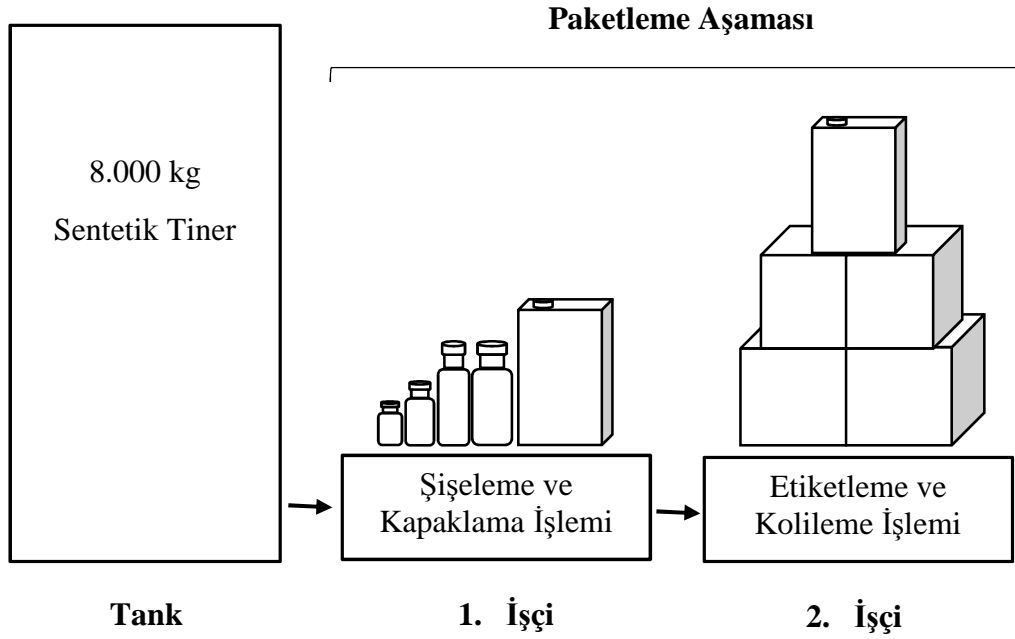 Paketleme Aşaması
8.000 kg
Sentetik Tiner
Şişeleme ve
Kapaklama İşlemi
Etiketleme ve
Kolileme İşlemi
Tank
1. İşçi
2. İşçi